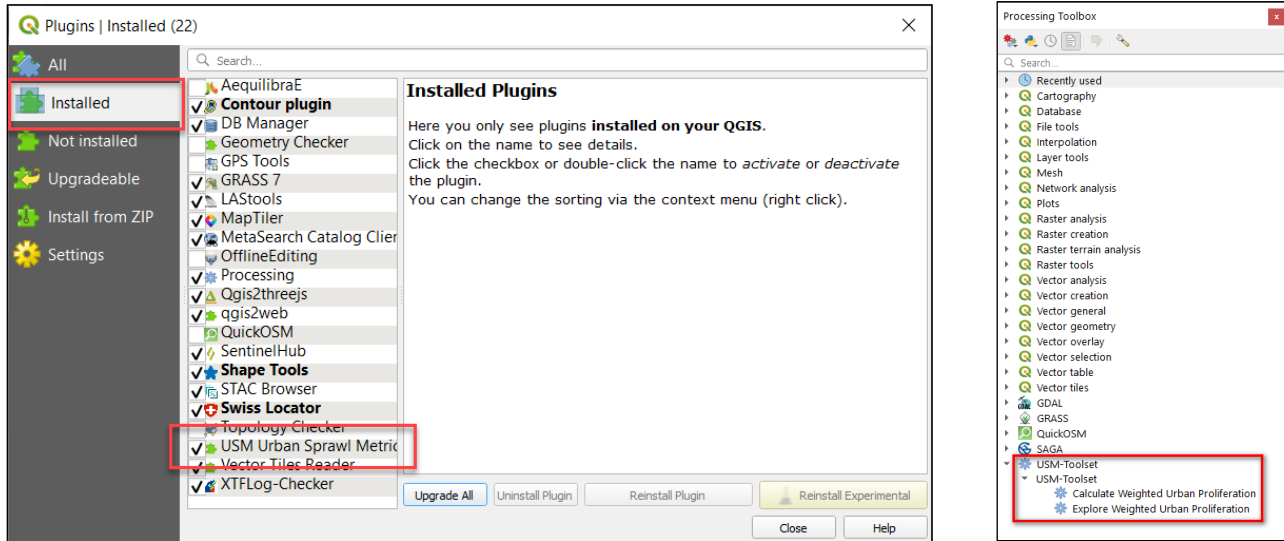 Plugins | Installed (22)
All
Installed
Not installed
Upgradeable
Install from ZIP
Settings
Search...
AequilibraE
Contour plugin
DB Manager
Geometry Checker
GPS Tools
GRASS 7
LAStools
MapTiler
MetaSearch Catalog Clier
OfflineEditing
Processing
Qgis2threejs
qgis2web
QuickOSM
SentinelHub
Shape Tools
STAC Browser
Swiss Locator
Topology Checker
USM Urban Sprawl Metric
Vector Tiles Reader
XTFLog-Checker
Installed Plugins
Here you only see plugins installed on your QGIS.
Click on the name to see details.
Click the checkbox or double-click the name to activate or deactivate
the plugin.
You can change the sorting via the context menu (right click).
Upgrade All
Uninstall Plugin
Reinstall Plugin
Reinstall Experimental
Close
Help
Processing Toolbox
x
Search...
Recently used
Cartography
Database
File tools
Interpolation
Layer tools
Mesh
Network analysis
Plots
Raster analysis
Raster creation
Raster terrain analysis
Raster tools
Vector analysis
Vector creation
Vector general
Vector geometry
Vector overlay
Vector selection
Vector table
Vector tiles
GDAL
GRASS
QuickOSM
SAGA
USM-Toolset
USM-Toolset
Calculate Weighted Urban Proliferation
Explore Weighted Urban Proliferation